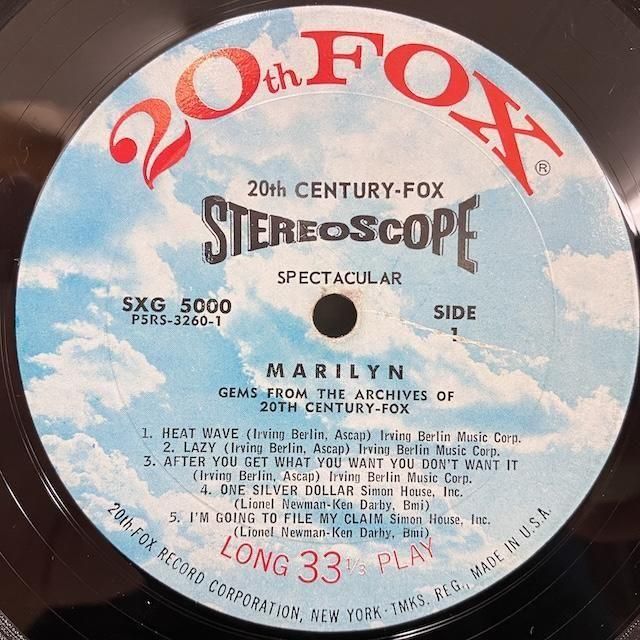 20th FOX®
20th CENTURY-FOX
STEREOSCOPE
SPECTACULAR
SXG 5000
P5RS-3260-1
SIDE
1
MARILYN
GEMS FROM THE ARCHIVES OF
20TH CENTURY-FOX
1. HEAT WAVE (Irving Berlin, Ascap) Irving Berlin Music Corp.
2. LAZY (Irving Berlin, Ascap) Irving Berlin Music Corp.
3. AFTER YOU GET WHAT YOU WANT YOU DON'T WANT IT
(Irving Berlin, Ascap) Irving Berlin Music Corp.
4. ONE SILVER DOLLAR Simon House, Inc.
(Lionel Newman-Ken Darby, Bmi)
5. I'M GOING TO FILE MY CLAIM Simon House, Inc.
(Lionel Newman-Ken Darby, Bmi)
LONG 33 1/3 PLAY
20th FOX RECORD CORPORATION, NEW YORK - TMKS. REG., MADE IN U.S.A.